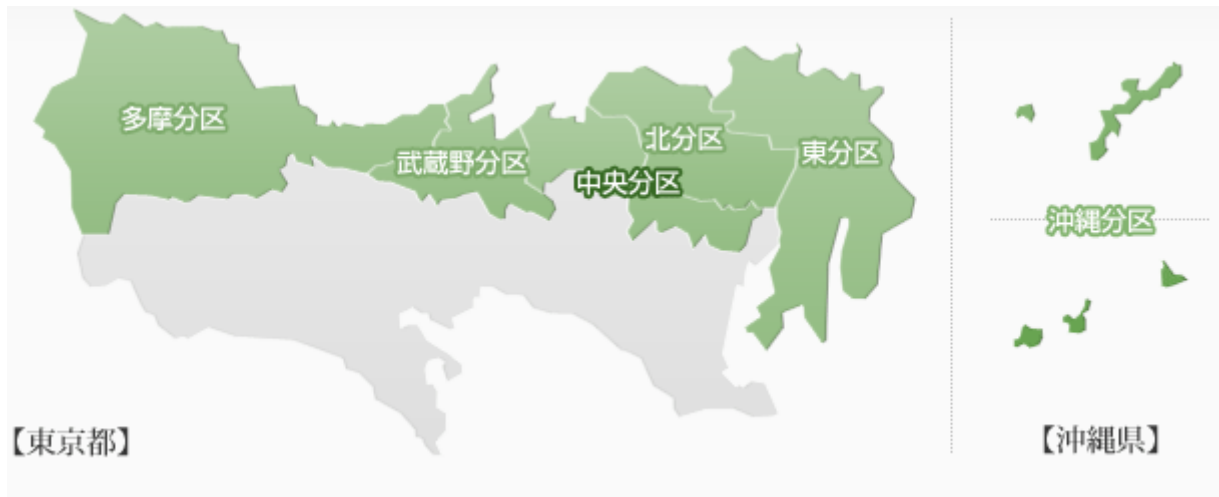 多摩分区
武蔵野分区
北分区
中央分区
東分区
沖縄分区
【東京都】
【沖縄県】